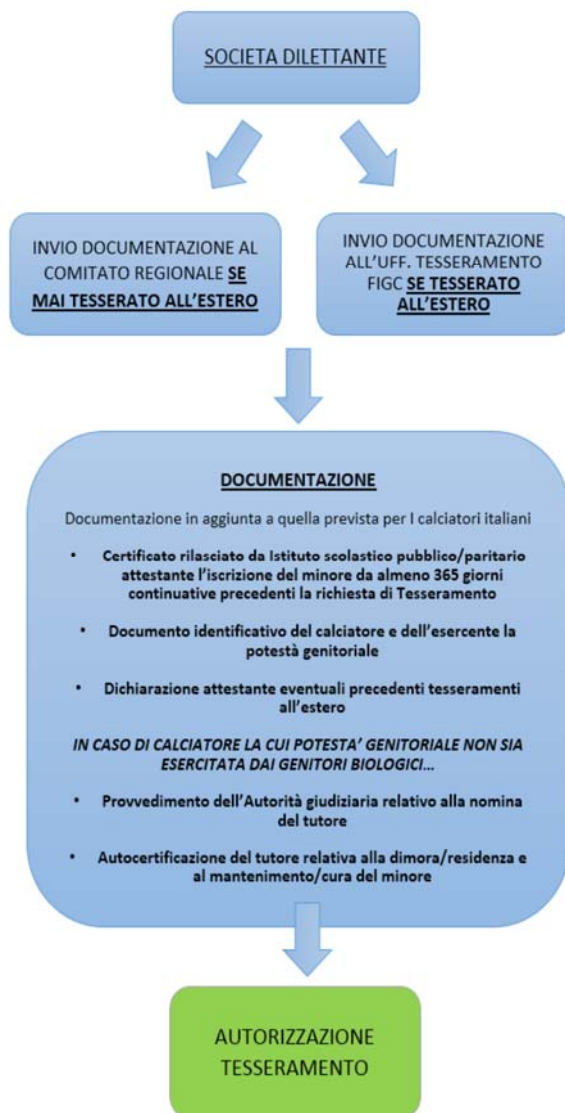 SOCIETA DILETTANTE
INVIO DOCUMENTAZIONE AL
COMITATO REGIONALE SE
MAI TESSERATO ALL'ESTERO
INVIO DOCUMENTAZIONE
ALL'UFF. TESSERAMENTO
FIGC SE TESSERATO
ALL'ESTERO
DOCUMENTAZIONE
Documentazione in aggiunta a quella prevista per I calciatori italiani
• Certificato rilasciato da Istituto scolastico pubblico/paritario
attestante l'iscrizione del minore da almeno 365 giorni
continuative precedenti la richiesta di Tesseramento
• Documento identificativo del calciatore e dell'esercente la
potestà genitoriale
• Dichiarazione attestante eventuali precedenti tesseramenti
all'estero
IN CASO DI CALCIATORE LA CUI POTESTA' GENITORIALE NON SIA
ESERCITATA DAI GENITORI BIOLOGICI...
• Provvedimento dell'Autorità giudiziaria relativo alla nomina
del tutore
• Autocertificazione del tutore relativa alla dimora/residenza e
al mantenimento/cura del minore
AUTORIZZAZIONE
TESSERAMENTO